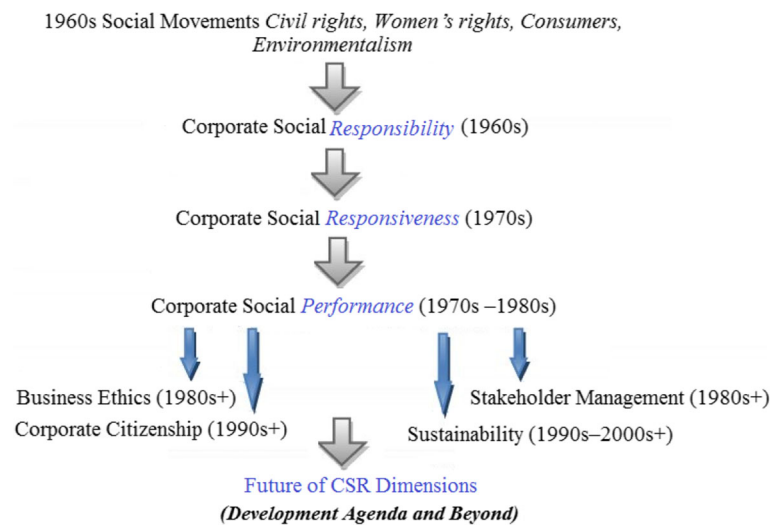 1960s Social Movements Civil rights, Women's rights, Consumers,
Environmentalism
Corporate Social Responsibility (1960s)
Corporate Social Responsiveness (1970s)
Corporate Social Performance (1970s –1980s)
Business Ethics (1980s+)
Stakeholder Management (1980s+)
Corporate Citizenship (1990s+)
Sustainability (1990s–2000s+)
Future of CSR Dimensions
(Development Agenda and Beyond)